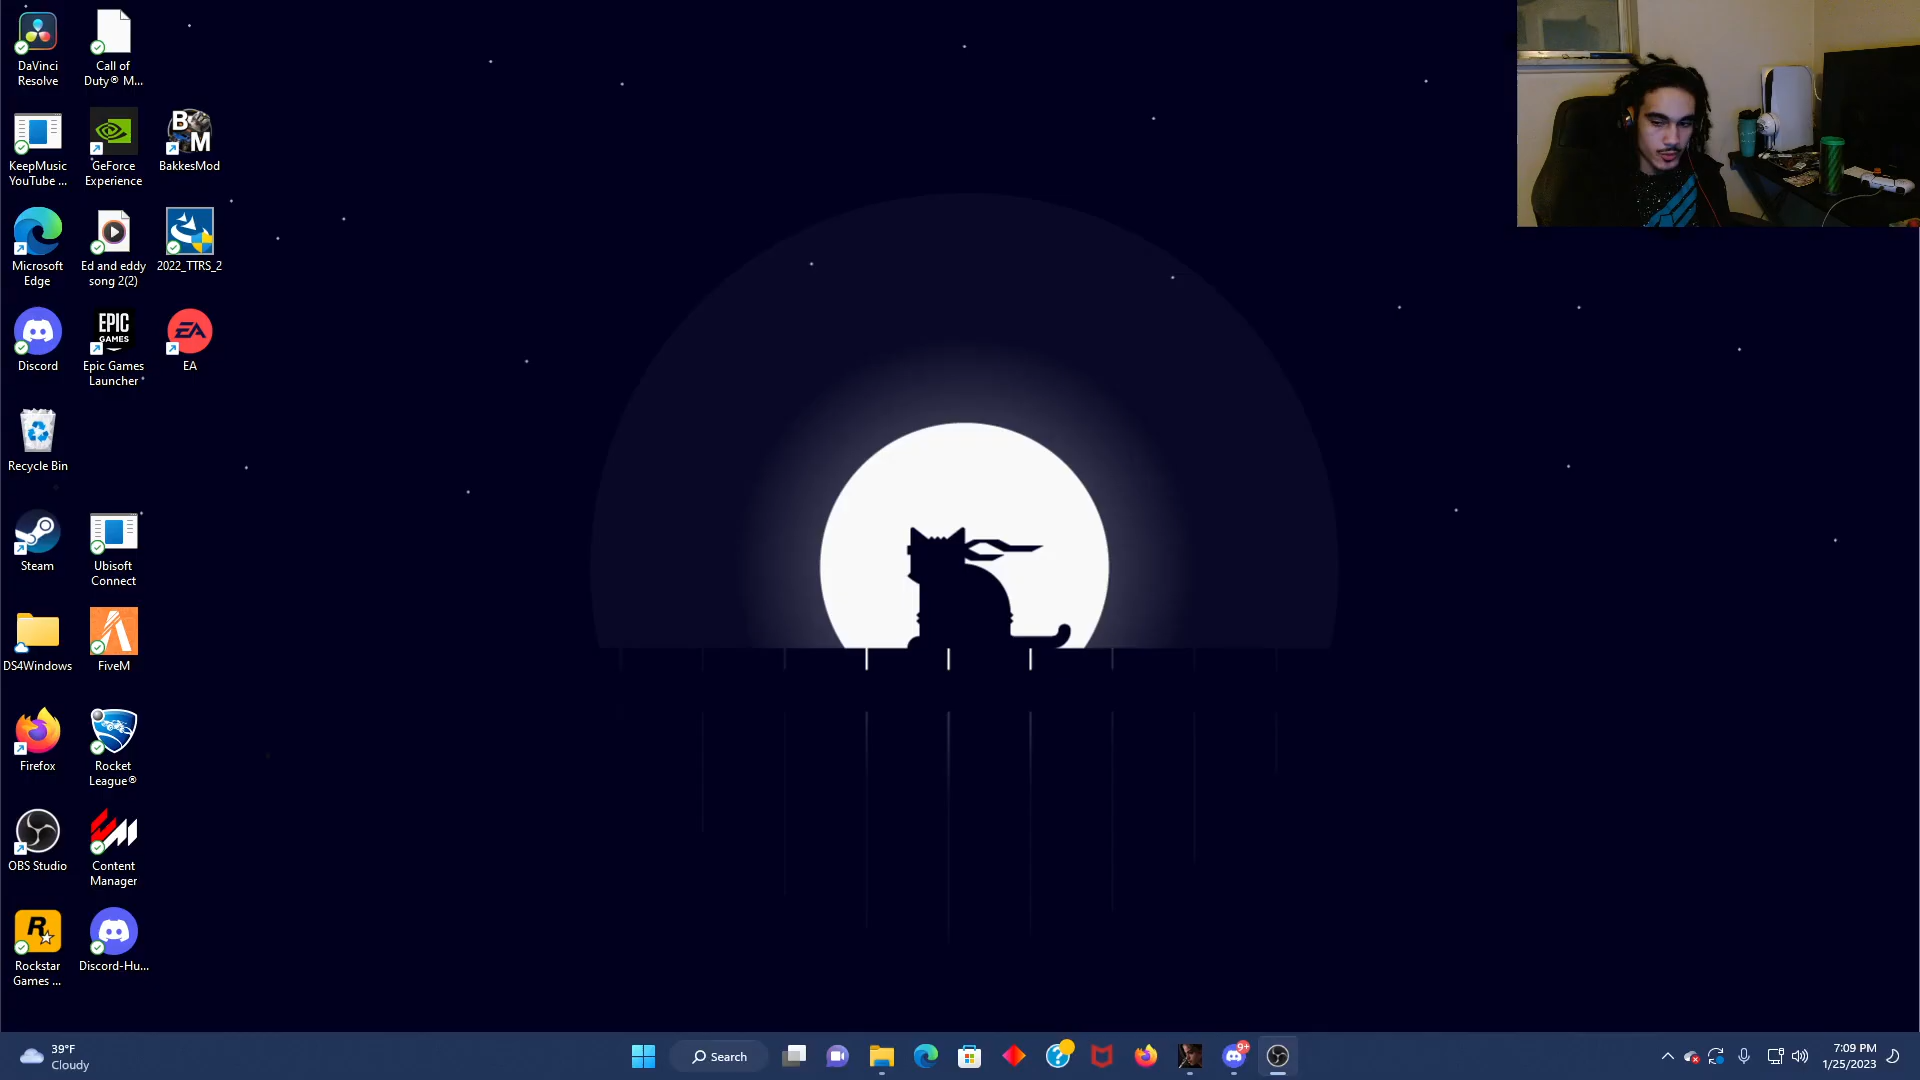 DaVinci
Resolve
Call of
Duty® M...
KeepMusic
YouTube ...
GeForce
Experience
B
M
BakkesMod
Microsoft
Edge
Ed and eddy
song 2(2)
2022_TTRS_2
Discord
EPIC
GAMES
Epic Games
Launcher
EA
EA
Recycle Bin
Steam
Ubisoft
Connect
DS4Windows
FiveM
Firefox
Rocket
League®
OBS Studio
Content
Manager
R
Rockstar
Games ...
Discord-Hu...
39°F
Cloudy
Search
9+
7:09 PM
1/25/2023